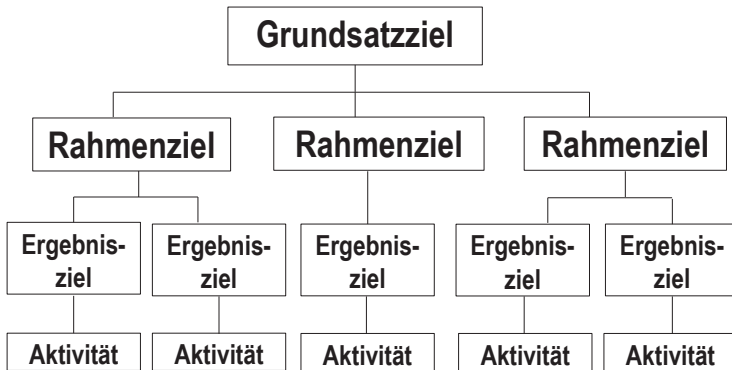 Grundsatzziel
Rahmenziel Rahmenziel Rahmenziel
Ergebnis- Ergebnis- Ergebnis- Ergebnis- Ergebnis-
ziel ziel ziel ziel ziel
Aktivität Aktivität Aktivität Aktivität Aktivität